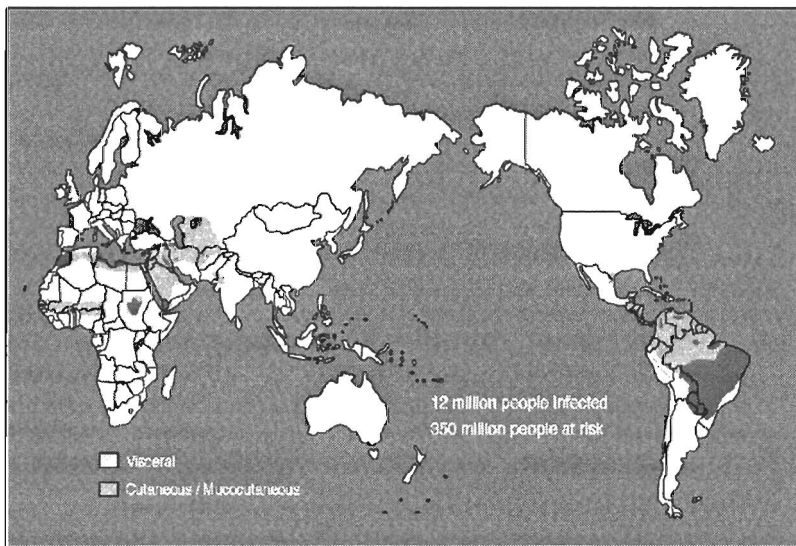 12 million people infected
350 million people at risk
Visceral
Cutaneous / Mucocutaneous